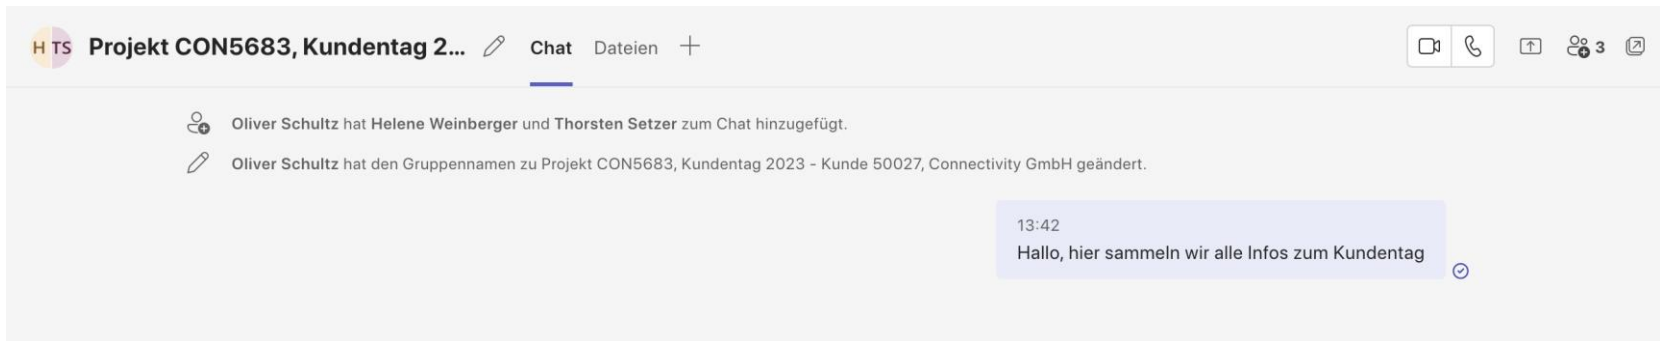 H TS Projekt CON5683, Kundentag 2... Chat Dateien 3
Oliver Schultz hat Helene Weinberger und Thorsten Setzer zum Chat hinzugefügt.
Oliver Schultz hat den Gruppennamen zu Projekt CON5683, Kundentag 2023 - Kunde 50027, Connectivity GmbH geändert.
13:42
Hallo, hier sammeln wir alle Infos zum Kundentag